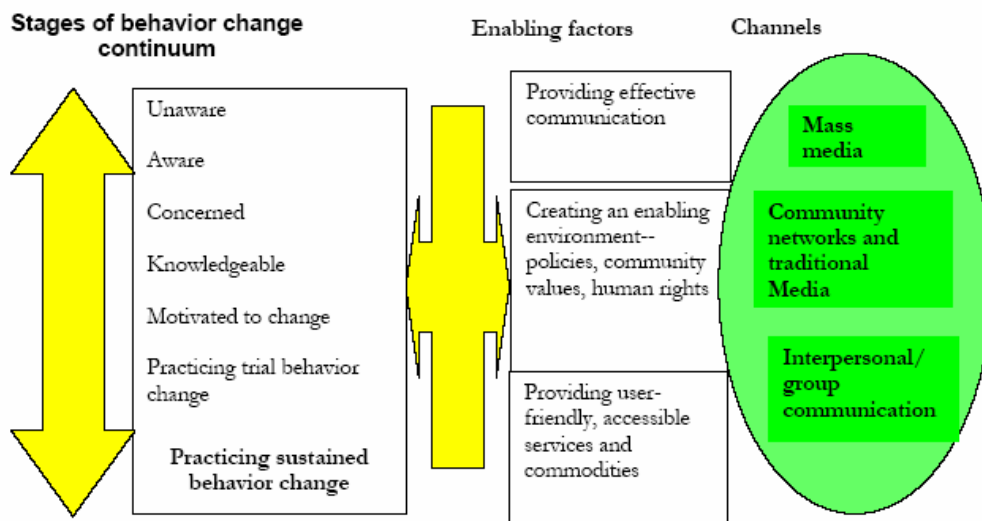 Stages of behavior change
continuum
Enabling factors
Channels
Unaware
Aware
Concerned
Knowledgeable
Motivated to change
Practicing trial behavior
change
Practicing sustained
behavior change
Providing effective
communication
Creating an enabling
environment--
policies, community
values, human rights
Providing user-
friendly, accessible
services and
commodities
Mass
media
Community
networks and
traditional
Media
Interpersonal/
group
communication